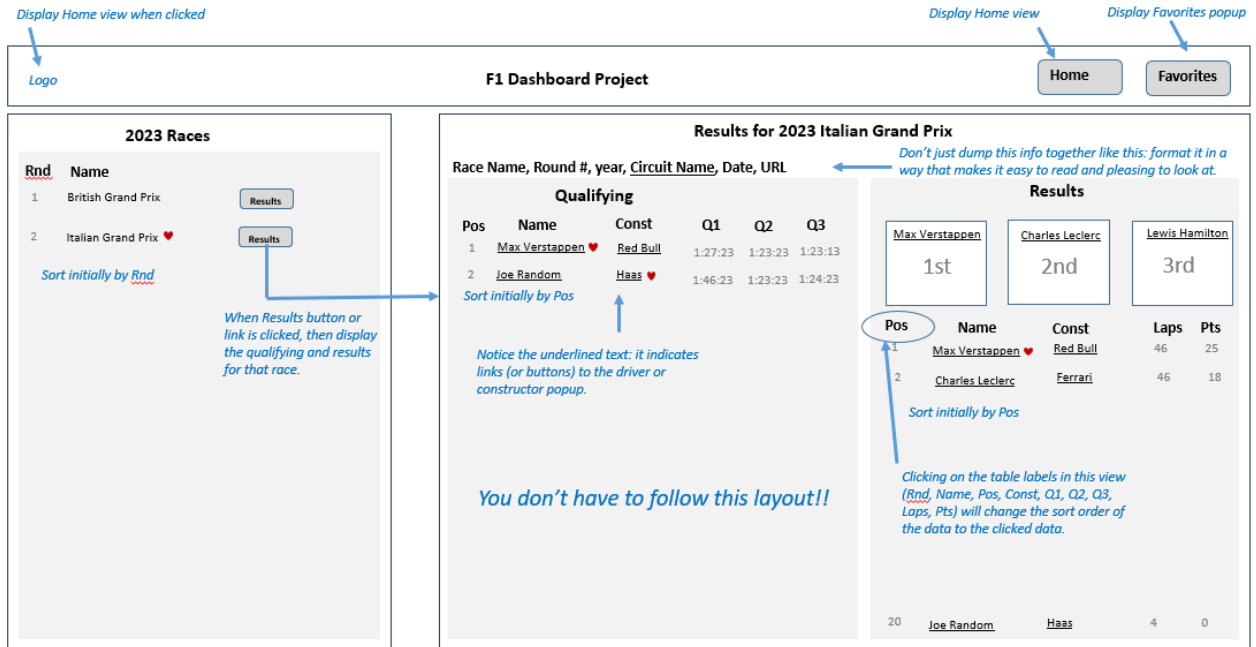 Display Home view when clicked
Display Home view
Display Favorites popup
Logo
F1 Dashboard Project
Home
Favorites
2023 Races
Rnd Name
1 British Grand Prix Results
2 Italian Grand Prix Results
Sort initially by Rnd
When Results button or
link is clicked, then display
the qualifying and results
for that race.
Results for 2023 Italian Grand Prix
Race Name, Round #, year, Circuit Name, Date, URL
Don't just dump this info together like this: format it in a
way that makes it easy to read and pleasing to look at.
Qualifying
Pos Name Const Q1 Q2 Q3
1 Max Verstappen Red Bull 1:27:23 1:23:23 1:23:13
2 Joe Random Haas 1:46:23 1:23:23 1:24:23
Sort initially by Pos
Notice the underlined text: it indicates
links (or buttons) to the driver or
constructor popup.
You don't have to follow this layout!!
Results
Max Verstappen
1st
Charles Leclerc
2nd
Lewis Hamilton
3rd
Pos Name Const Laps Pts
1 Max Verstappen Red Bull 46 25
2 Charles Leclerc Ferrari 46 18
Sort initially by Pos
Clicking on the table labels in this view
(Rnd, Name, Pos, Const, Q1, Q2, Q3,
Laps, Pts) will change the sort order of
the data to the clicked data.
20 Joe Random Haas 4 0